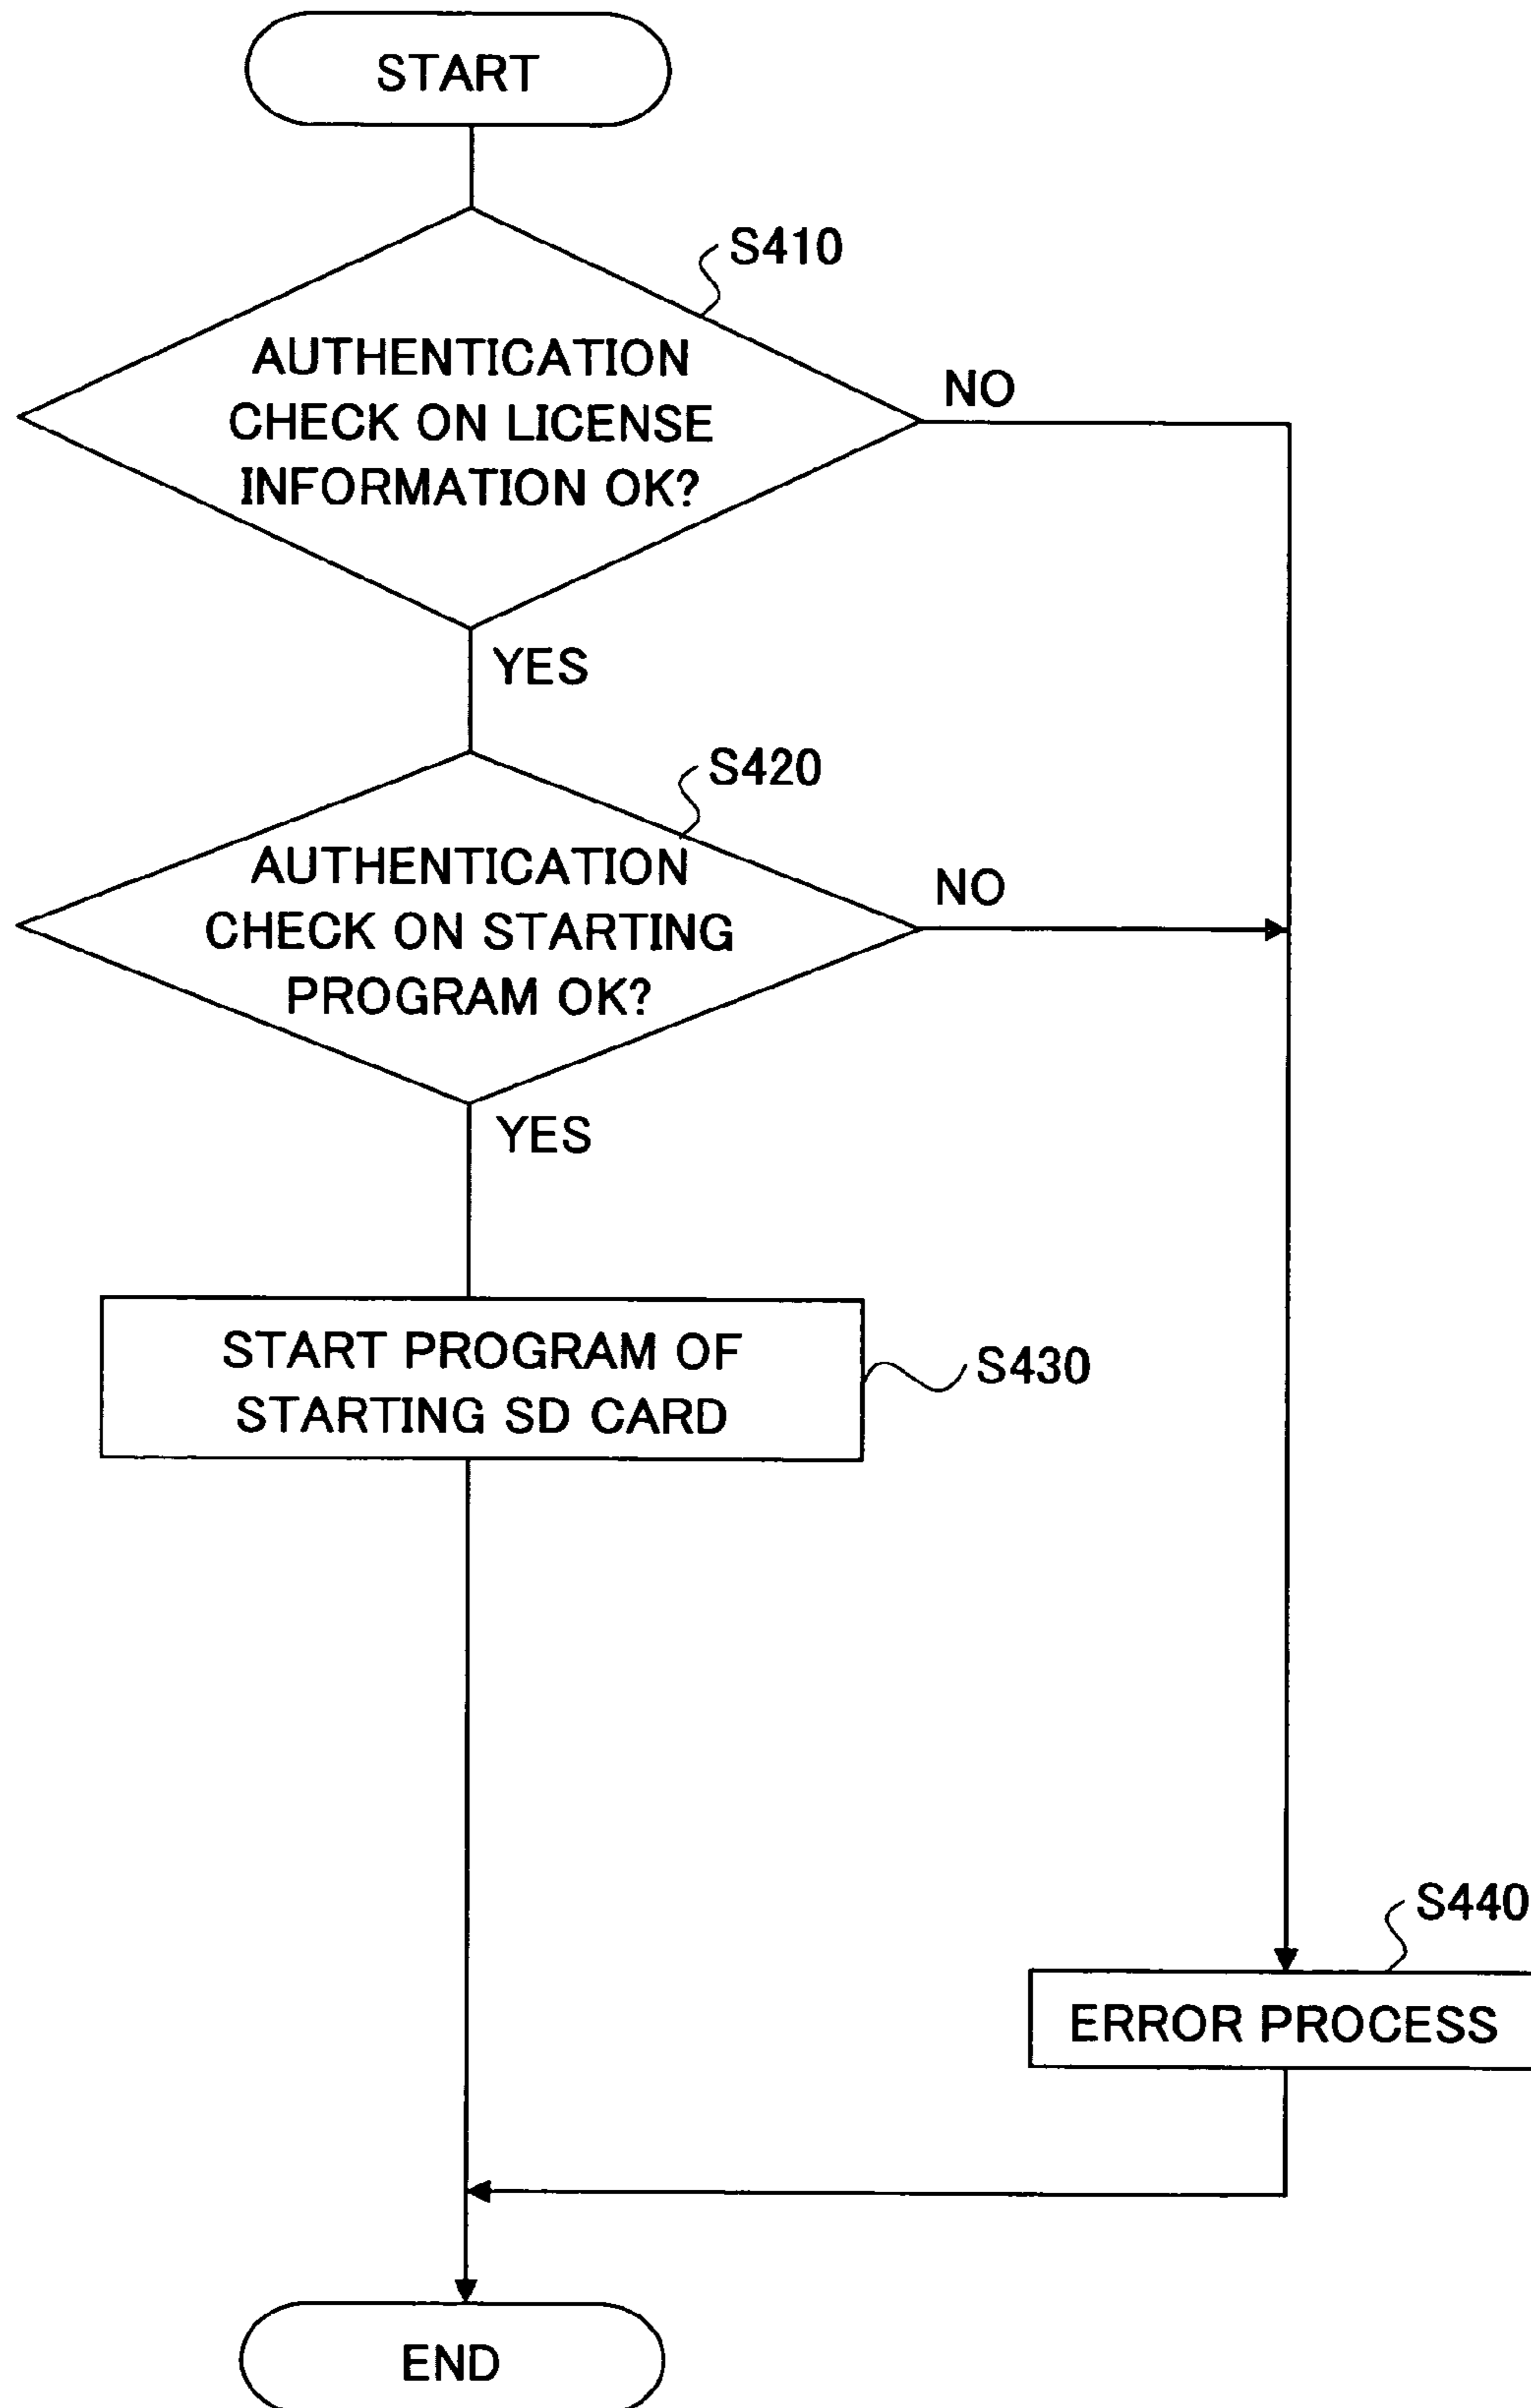 START
S410
AUTHENTICATION
CHECK ON LICENSE
INFORMATION OK?
NO
YES
S420
AUTHENTICATION
CHECK ON STARTING
PROGRAM OK?
NO
YES
START PROGRAM OF
STARTING SD CARD
S430
S440
ERROR PROCESS
END